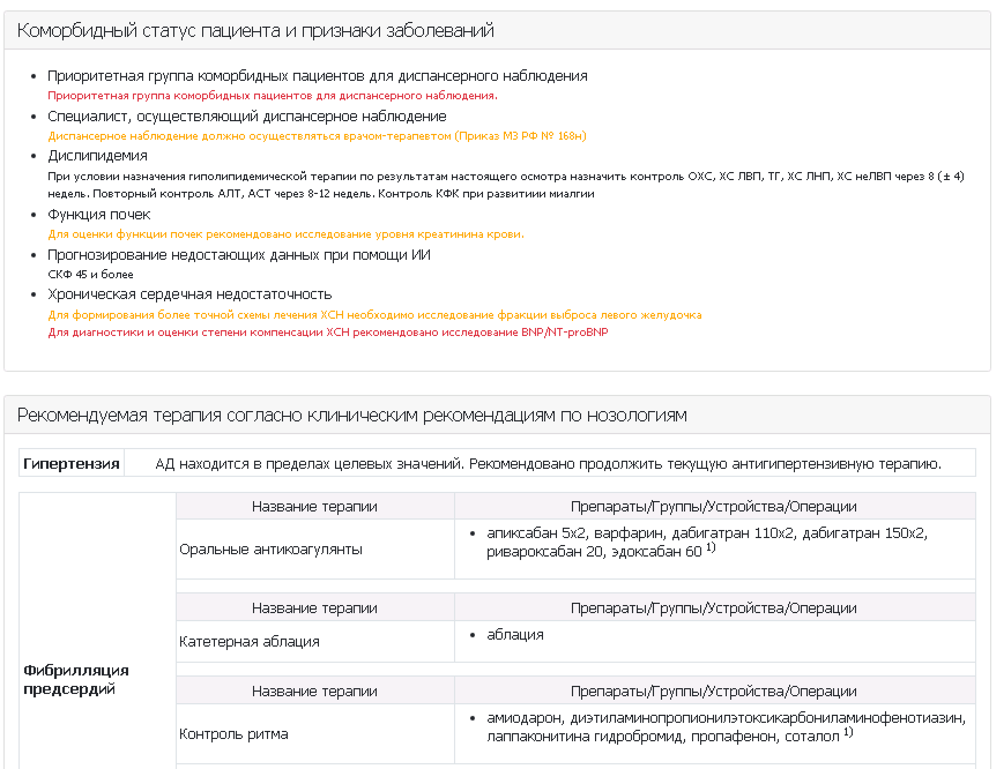 Коморбидный статус пациента и признаки заболеваний
Приоритетная группа коморбидных пациентов для диспансерного наблюдения
Приоритетная группа коморбидных пациентов для диспансерного наблюдения.
Специалист, осуществляющий диспансерное наблюдение
Диспансерное наблюдение должно осуществляться врачом-терапевтом (Приказ МЗ РФ № 168н)
Дислипидемия
При условии назначения гиполипидемической терапии по результатам настоящего осмотра назначить контроль ОХС, ХС ЛВП, ТГ, ХС ЛНП, ХС неЛВП через 8 (± 4)
недель. Повторный контроль АЛТ, АСТ через 8-12 недель. Контроль КФК при развитиии миалгии
Функция почек
Для оценки функции почек рекомендовано исследование уровня креатинина крови.
Прогнозирование недостающих данных при помощи ИИ
СКФ 45 и более
Хроническая сердечная недостаточность
Для формирования более точной схемы лечения ХСН необходимо исследование фракции выброса левого желудочка
Для диагностики и оценки степени компенсации ХСН рекомендовано исследование BNP/NT-proBNP
Рекомендуемая терапия согласно клиническим рекомендациям по нозологиям
Гипертензия
АД находится в пределах целевых значений. Рекомендовано продолжить текущую антигипертензивную терапию.
Фибрилляция
предсердий
Название терапии
Препараты/Группы/Устройства/Операции
Оральные антикоагулянты
апиксабан 5x2, варфарин, дабигатран 110x2, дабигатран 150x2,
ривароксабан 20, эдоксабан 60 1)
Название терапии
Препараты/Группы/Устройства/Операции
Катетерная аблация
аблация
Название терапии
Препараты/Группы/Устройства/Операции
Контроль ритма
амиодарон, диэтиламинопропионилэтоксикарбониламинофенотиазин,
лаппаконитина гидробромид, пропафенон, соталол 1)